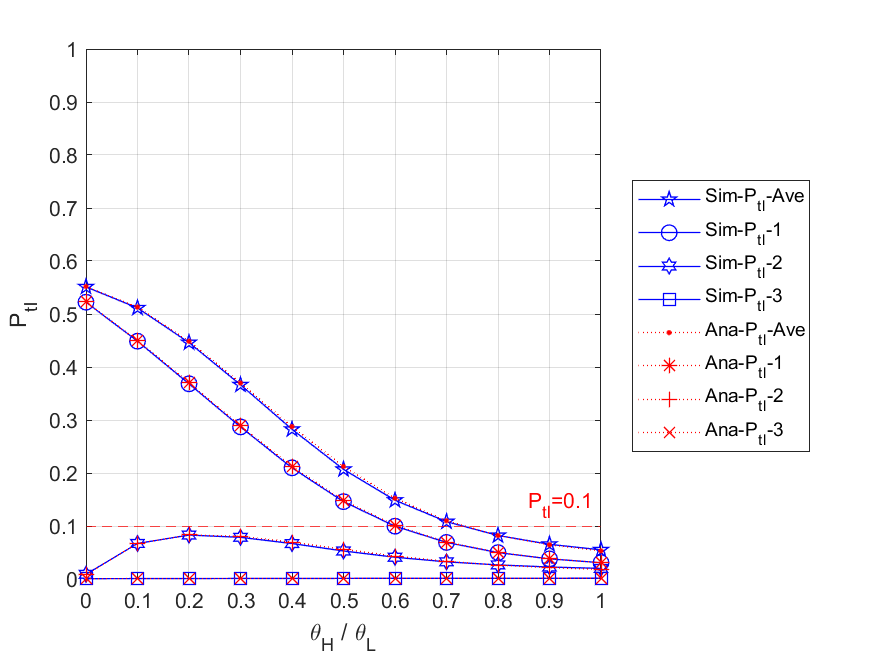 1
0.9
0.8
0.7
0.6
0.5
0.4
0.3
0.2
0.1
0
P_tl
P_tl=0.1
0 0.1 0.2 0.3 0.4 0.5 0.6 0.7 0.8 0.9 1
θ_H / θ_L
Sim-P_tl-Ave
Sim-P_tl-1
Sim-P_tl-2
Sim-P_tl-3
Ana-P_tl-Ave
Ana-P_tl-1
Ana-P_tl-2
Ana-P_tl-3